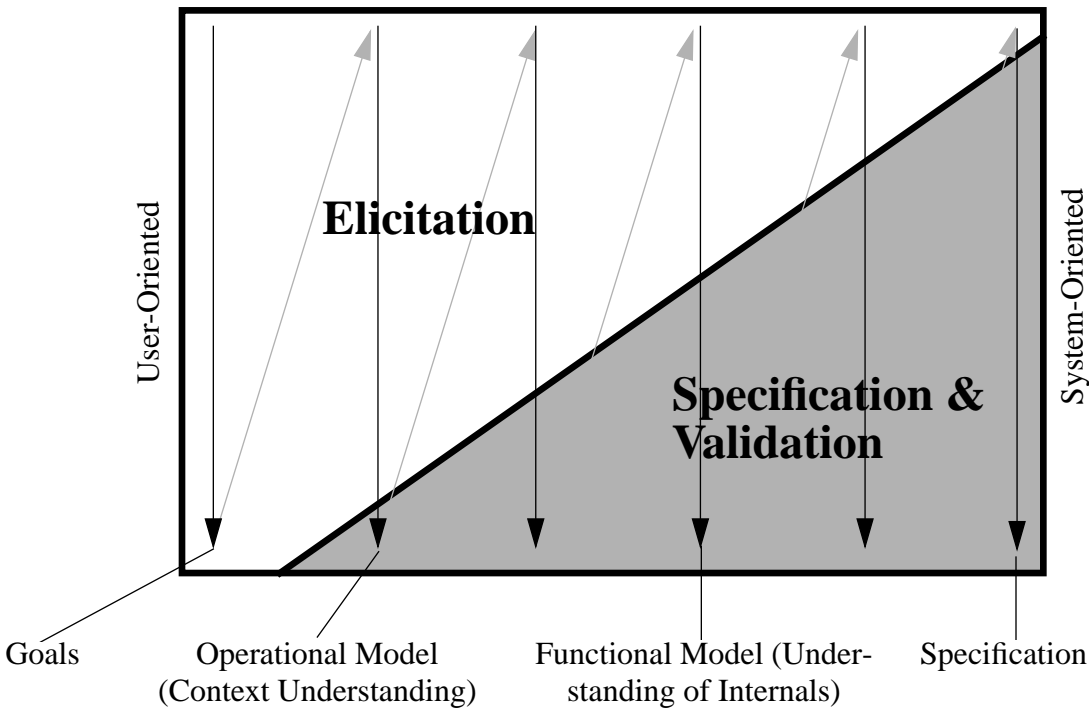 Elicitation
User-Oriented
System-Oriented
Specification &
Validation
Goals
Operational Model
(Context Understanding)
Functional Model (Under-
standing of Internals)
Specification